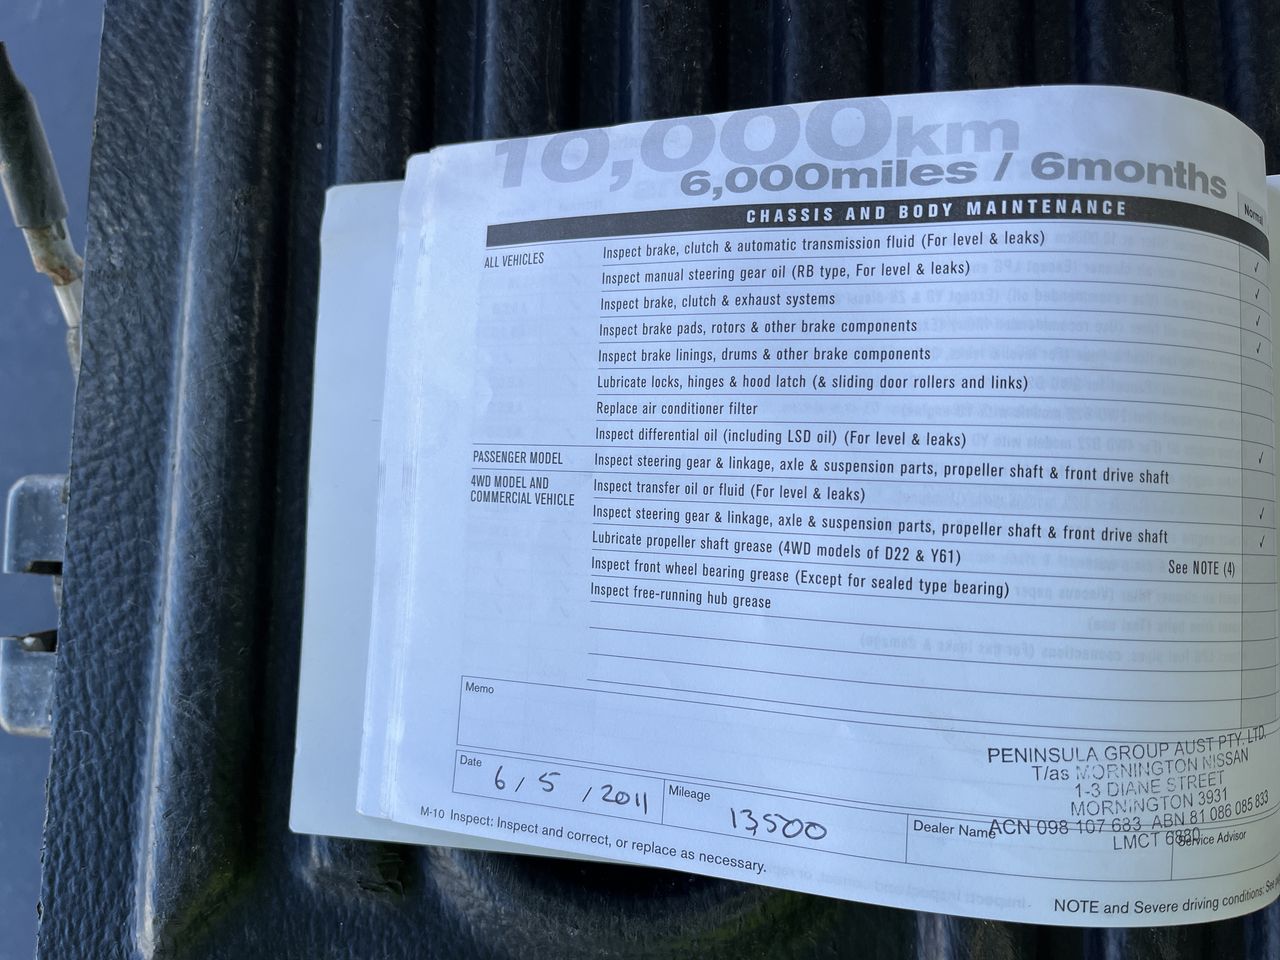 10,000km
6,000miles / 6months
CHASSIS AND BODY MAINTENANCE
Normal
ALL VEHICLES
Inspect brake, clutch & automatic transmission fluid (For level & leaks) ✓
Inspect manual steering gear oil (RB type, For level & leaks) ✓
Inspect brake, clutch & exhaust systems ✓
Inspect brake pads, rotors & other brake components ✓
Inspect brake linings, drums & other brake components
Lubricate locks, hinges & hood latch (& sliding door rollers and links)
Replace air conditioner filter
Inspect differential oil (including LSD oil) (For level & leaks) ✓
PASSENGER MODEL
Inspect steering gear & linkage, axle & suspension parts, propeller shaft & front drive shaft
4WD MODEL AND
COMMERCIAL VEHICLE
Inspect transfer oil or fluid (For level & leaks) ✓
Inspect steering gear & linkage, axle & suspension parts, propeller shaft & front drive shaft ✓
Lubricate propeller shaft grease (4WD models of D22 & Y61) See NOTE (4)
Inspect front wheel bearing grease (Except for sealed type bearing)
Inspect free-running hub grease
Memo
Date 6/5/2011
Mileage 13,500
Dealer Name
Service Advisor
PENINSULA GROUP AUST PTY. LTD.
T/as MORNINGTON NISSAN
1-3 DIANE STREET
MORNINGTON 3931
ACN 098 107 683 ABN 81 086 085 833
LMCT 6880
M-10 Inspect: Inspect and correct, or replace as necessary.
NOTE and Severe driving conditions: See